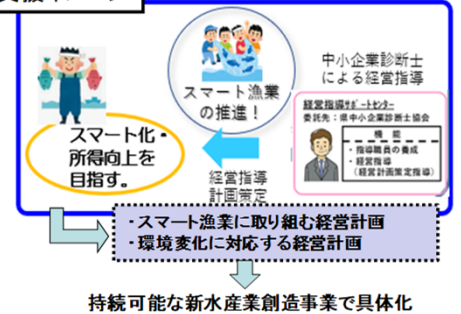 スマート漁業
の推進！
中小企業診断士
による経営指導
経営指導ｻﾎﾟｰﾄｾﾝﾀｰ
委託先：県中小企業診断士協会
機　能
・指導職員の養成
・経営指導
（経営計画策定指導）
スマート化・
所得向上を
目指す。
経営指導
計画策定
・スマート漁業に取り組む経営計画
・環境変化に対応する経営計画
持続可能な新水産業創造事業で具体化